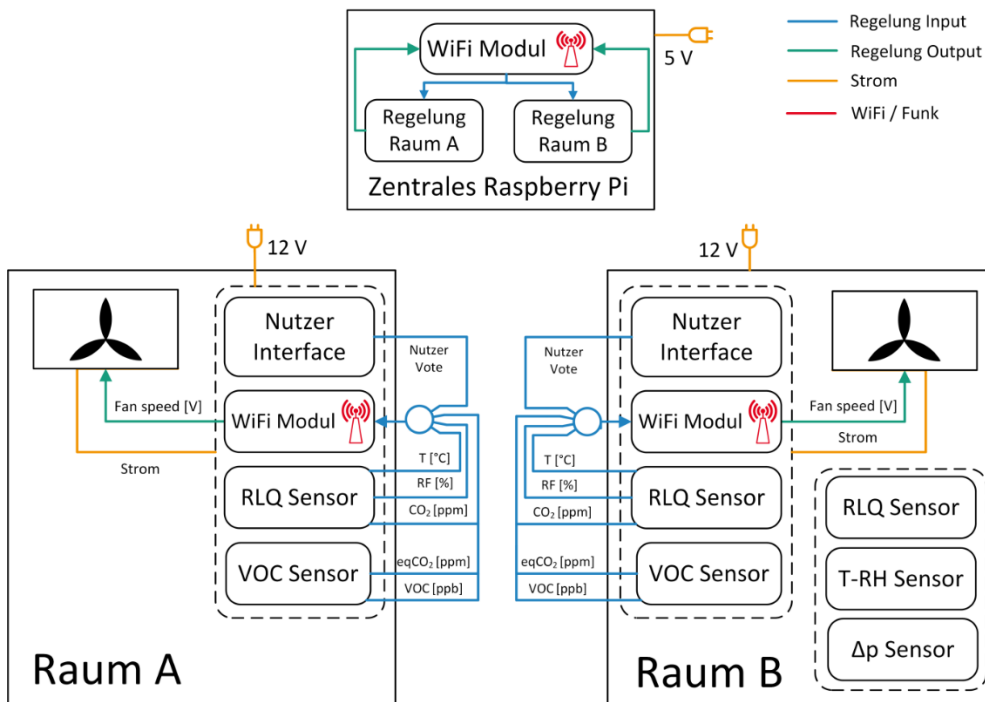 WiFi Modul
5 V
Regelung
Raum A
Regelung
Raum B
Zentrales Raspberry Pi
Regelung Input
Regelung Output
Strom
WiFi / Funk
12 V
Nutzer
Interface
Nutzer
Vote
Fan speed [V]
WiFi Modul
Strom
T [°C]
RF [%]
RLQ Sensor
CO₂ [ppm]
eqCO₂ [ppm]
VOC Sensor
VOC [ppb]
Raum A
12 V
Nutzer
Vote
Nutzer
Interface
WiFi Modul
Fan speed [V]
Strom
T [°C]
RF [%]
RLQ Sensor
CO₂ [ppm]
eqCO₂ [ppm]
VOC Sensor
VOC [ppb]
RLQ Sensor
T-RH Sensor
Δp Sensor
Raum B